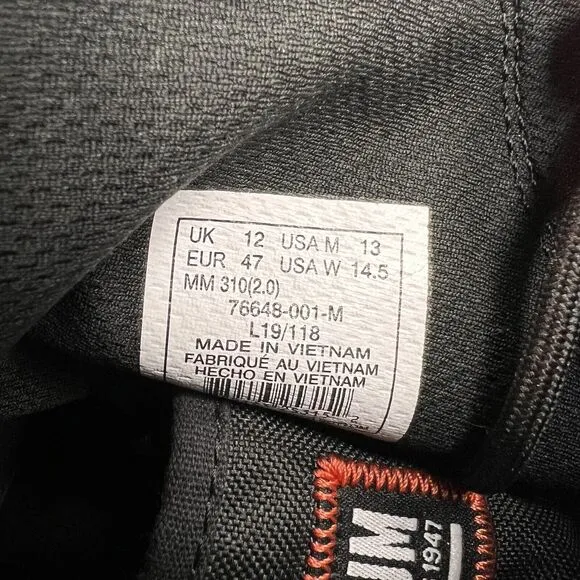 UK 12 USA M 13
EUR 47 USA W 14.5
MM 310(2.0)
76648-001-M
L19/118
MADE IN VIETNAM
FABRIQUÉ AU VIETNAM
HECHO EN VIETNAM
UM
1947